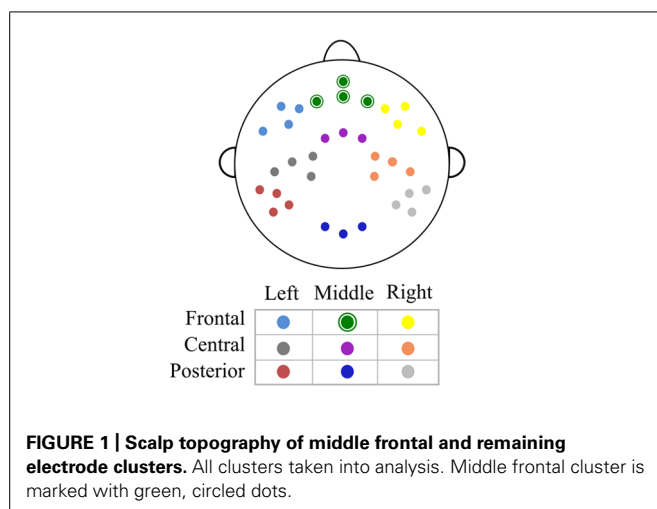 Left Middle Right
Frontal
Central
Posterior
FIGURE 1 | Scalp topography of middle frontal and remaining
electrode clusters. All clusters taken into analysis. Middle frontal cluster is
marked with green, circled dots.